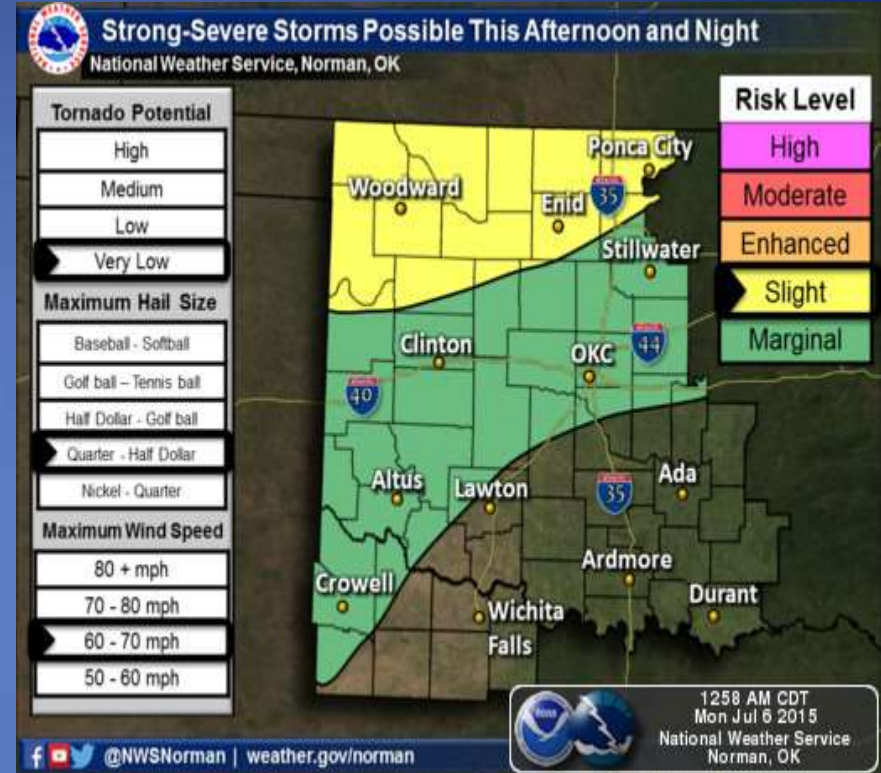 Strong-Severe Storms Possible This Afternoon and Night
National Weather Service, Norman, OK
Tornado Potential
High
Medium
Low
Very Low
Maximum Hail Size
Baseball - Softball
Golf ball – Tennis ball
Half Dollar - Golf ball
Quarter - Half Dollar
Nickel - Quarter
Maximum Wind Speed
80 + mph
70 - 80 mph
60 - 70 mph
50 - 60 mph
Risk Level
High
Moderate
Enhanced
Slight
Marginal
Ponca City
Woodward
Enid
35
Stillwater
Clinton
OKC
44
40
Altus
Lawton
35
Ada
Crowell
Ardmore
Wichita
Falls
Durant
1258 AM CDT
Mon Jul 6 2015
National Weather Service
Norman, OK
@NWSNorman | weather.gov/norman